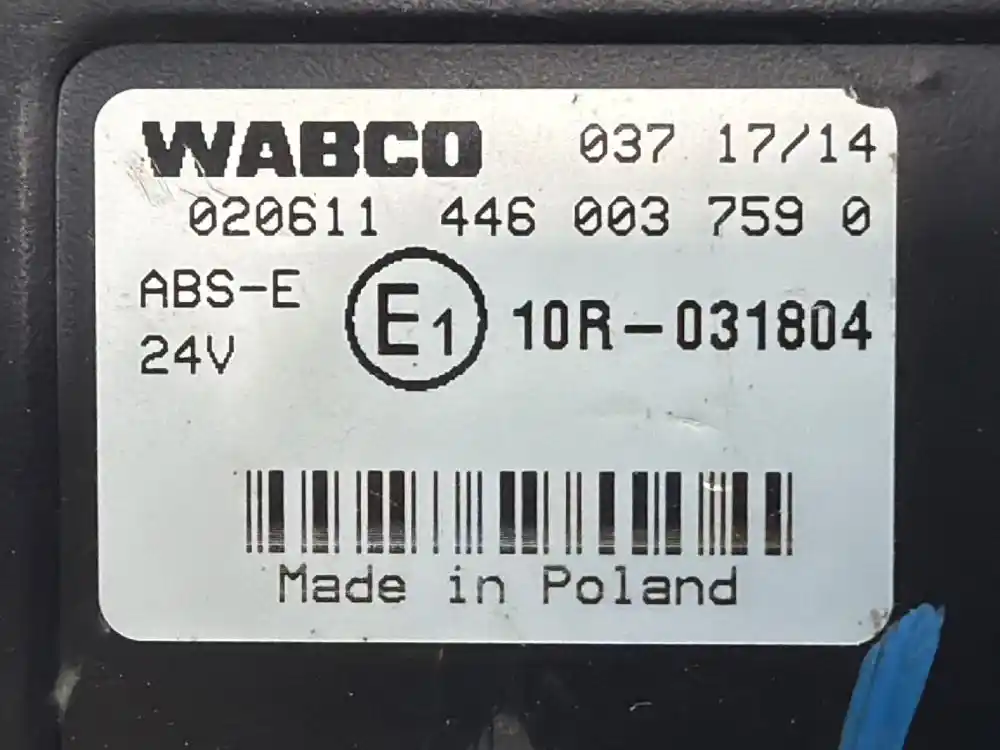 WABCO 037 17/14
020611 446 003 759 0
ABS-E
24V
E1 10R-031804
Made in Poland